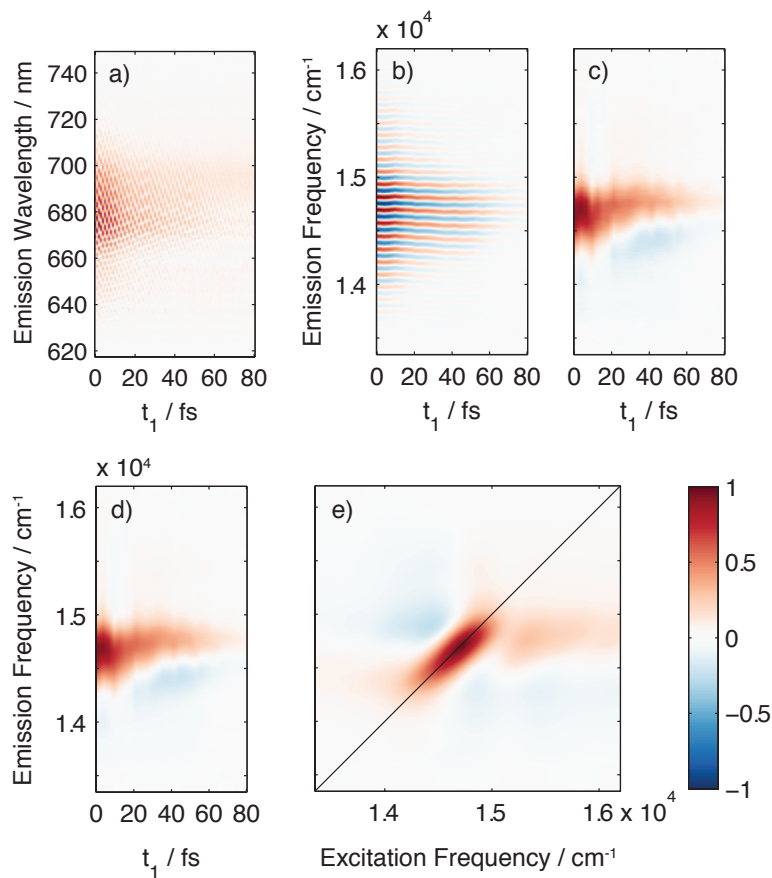 a)
Emission Wavelength / nm
740
720
700
680
660
640
620
0 20 40 60 80
t₁ / fs
x 10⁴
b)
Emission Frequency / cm⁻¹
1.6
1.5
1.4
0 20 40 60 80
t₁ / fs
c)
0 20 40 60 80
t₁ / fs
x 10⁴
d)
Emission Frequency / cm⁻¹
1.6
1.5
1.4
0 20 40 60 80
t₁ / fs
e)
1.4 1.5 1.6 x 10⁴
Excitation Frequency / cm⁻¹
1
0.5
0
−0.5
−1